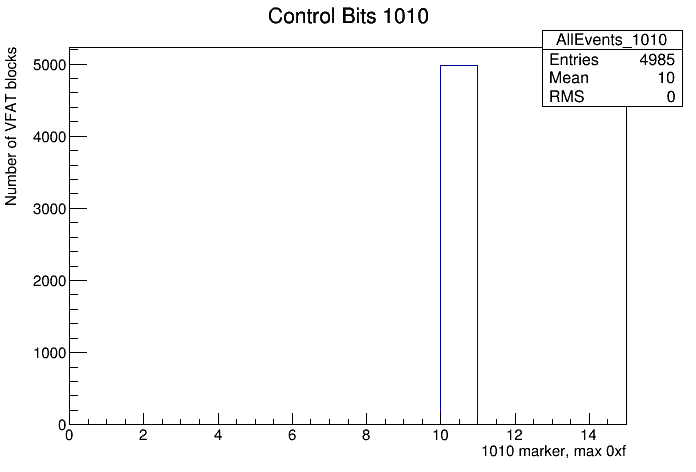 Control Bits 1010
AllEvents_1010
Entries 4985
Mean 10
RMS 0
Number of VFAT blocks
5000
4000
3000
2000
1000
0
0 2 4 6 8 10 12 14
1010 marker, max 0xf